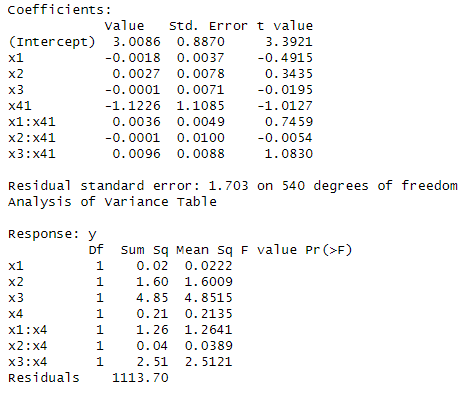 Coefficients:
Value Std. Error t value
(Intercept) 3.0086 0.8870 3.3921
x1 -0.0018 0.0037 -0.4915
x2 0.0027 0.0078 0.3435
x3 -0.0001 0.0071 -0.0195
x41 -1.1226 1.1085 -1.0127
x1:x41 0.0036 0.0049 0.7459
x2:x41 -0.0001 0.0100 -0.0054
x3:x41 0.0096 0.0088 1.0830
Residual standard error: 1.703 on 540 degrees of freedom
Analysis of Variance Table
Response: y
Df Sum Sq Mean Sq F value Pr(>F)
x1 1 0.02 0.0222
x2 1 1.60 1.6009
x3 1 4.85 4.8515
x4 1 0.21 0.2135
x1:x4 1 1.26 1.2641
x2:x4 1 0.04 0.0389
x3:x4 1 2.51 2.5121
Residuals 1113.70